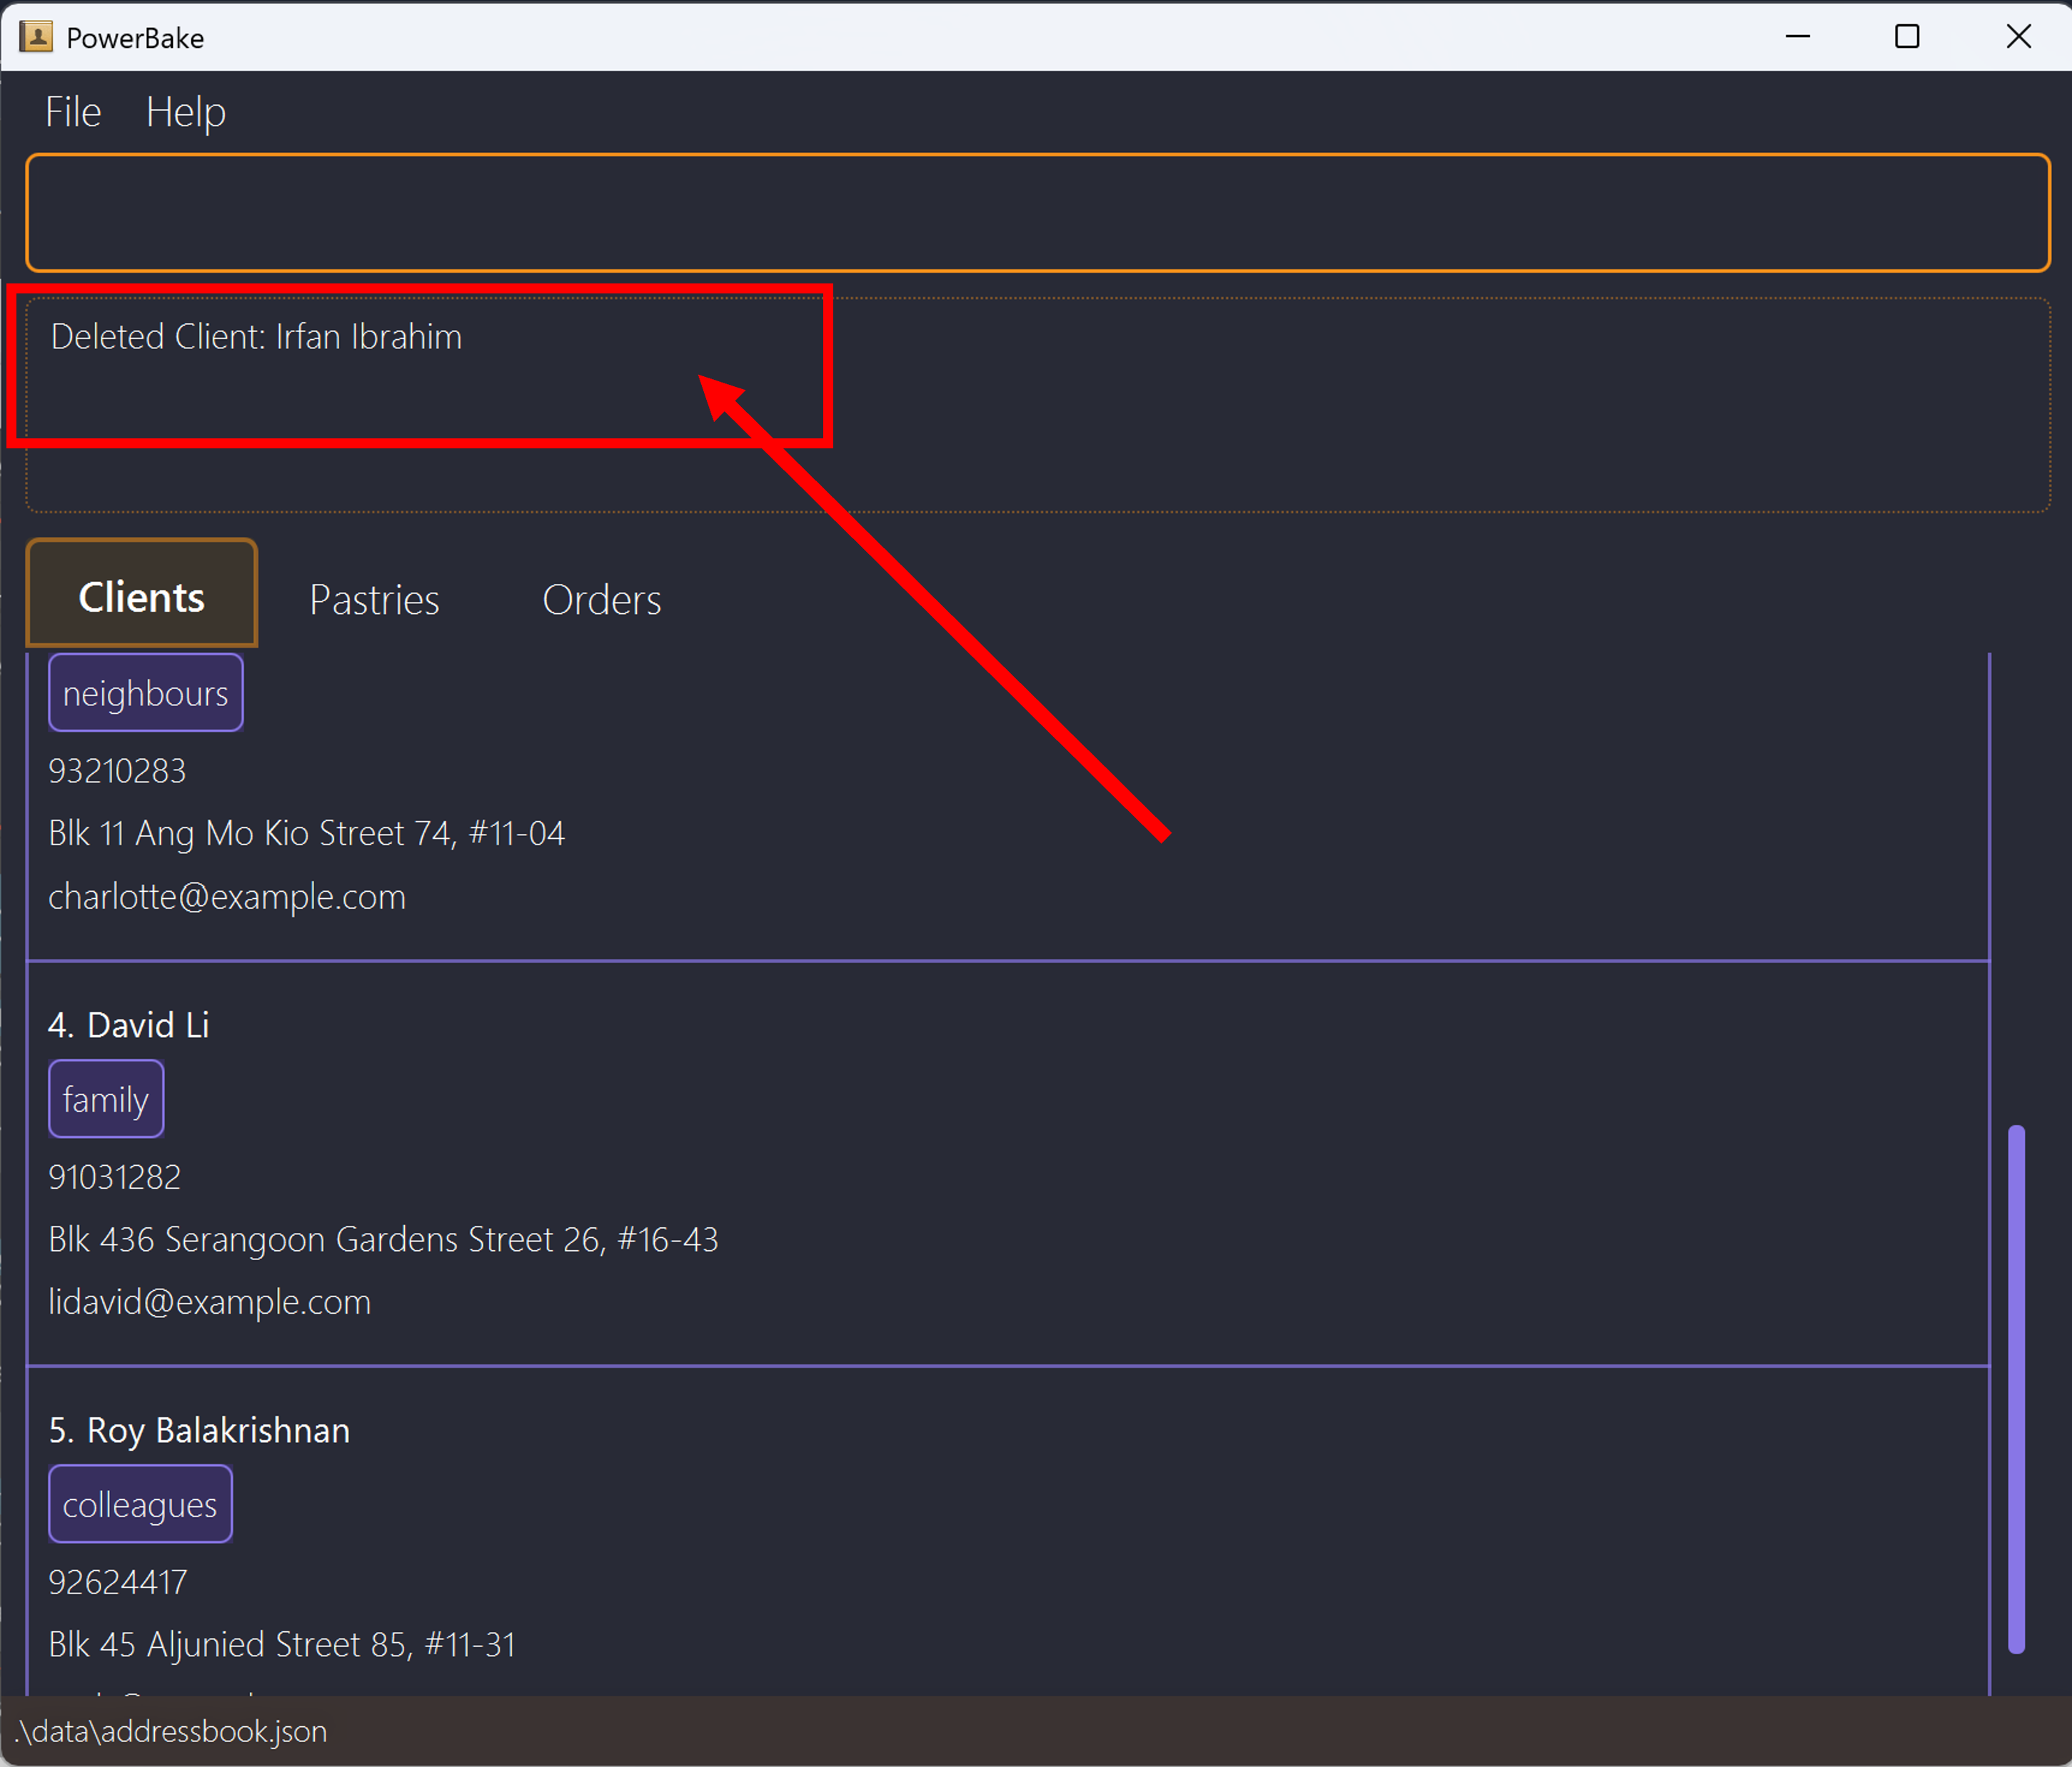 PowerBake
File Help
Deleted Client: Irfan Ibrahim
Clients Pastries Orders
neighbours
93210283
Blk 11 Ang Mo Kio Street 74, #11-04
charlotte@example.com
4. David Li
family
91031282
Blk 436 Serangoon Gardens Street 26, #16-43
lidavid@example.com
5. Roy Balakrishnan
colleagues
92624417
Blk 45 Aljunied Street 85, #11-31
.\data\addressbook.json